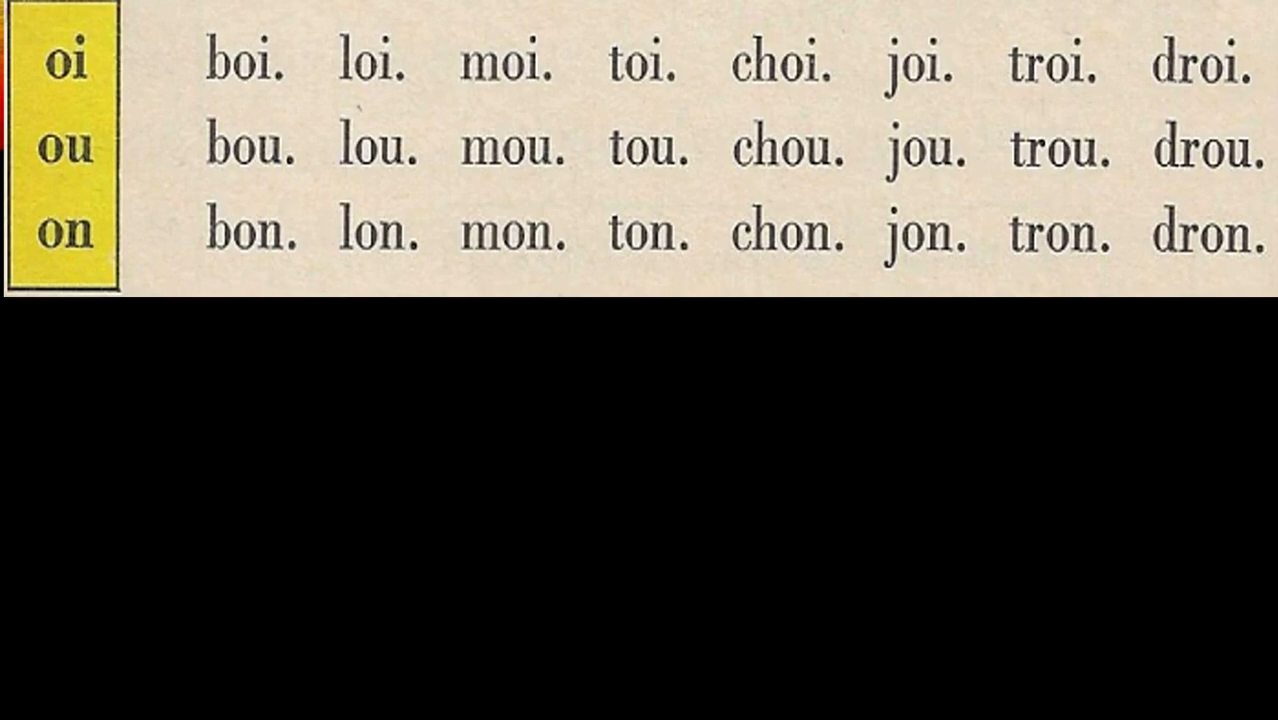 oi boi. loi. moi. toi. choi. joi. troi. droi.
ou bou. lou. mou. tou. chou. jou. trou. drou.
on bon. lon. mon. ton. chon. jon. tron. dron.